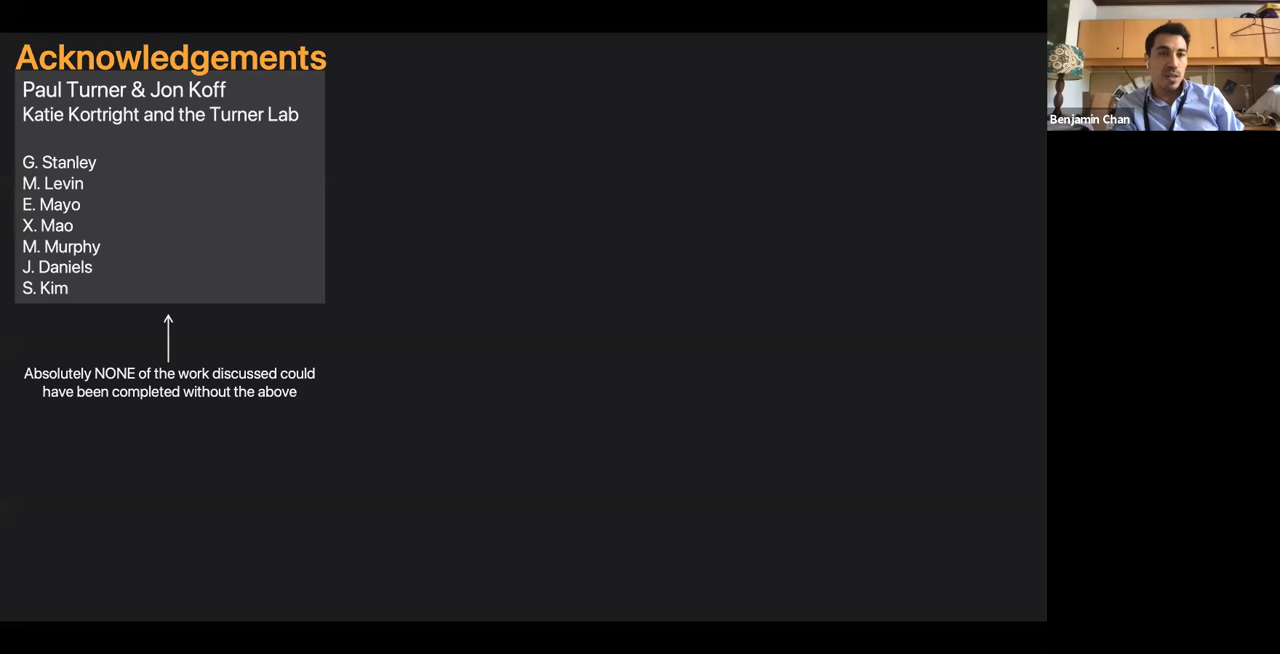 Acknowledgements
Paul Turner & Jon Koff
Katie Kortright and the Turner Lab
G. Stanley
M. Levin
E. Mayo
X. Mao
M. Murphy
J. Daniels
S. Kim
Absolutely NONE of the work discussed could
have been completed without the above
Benjamin Chan